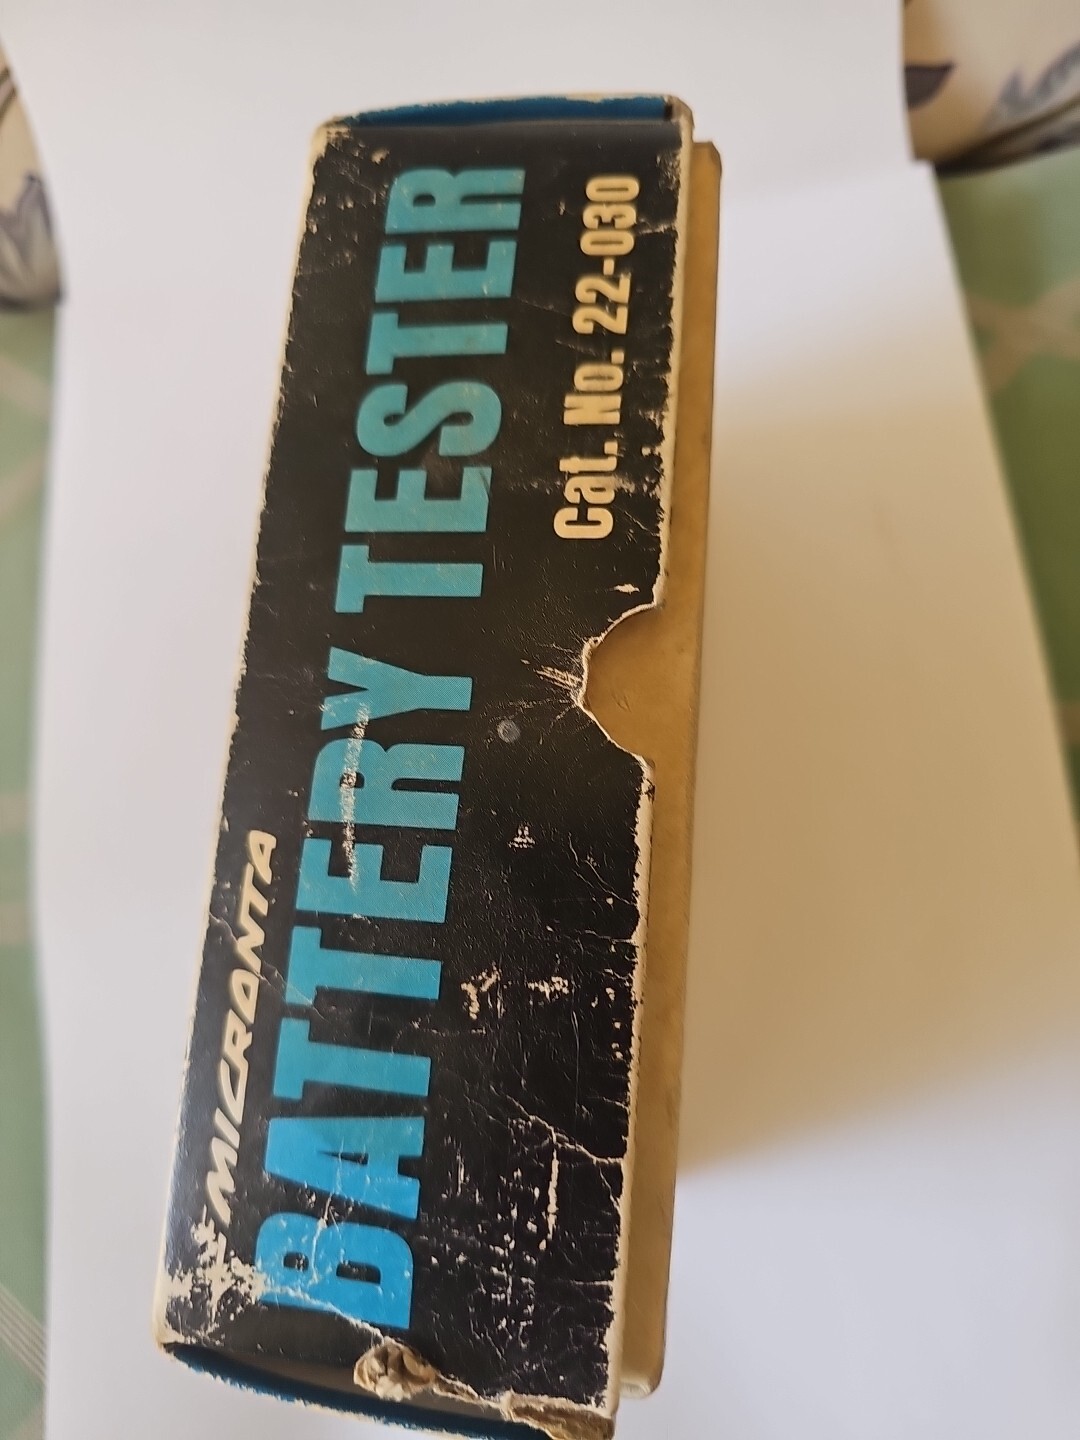 MICRONTA
BATTERY TESTER
Cat. No. 22-030